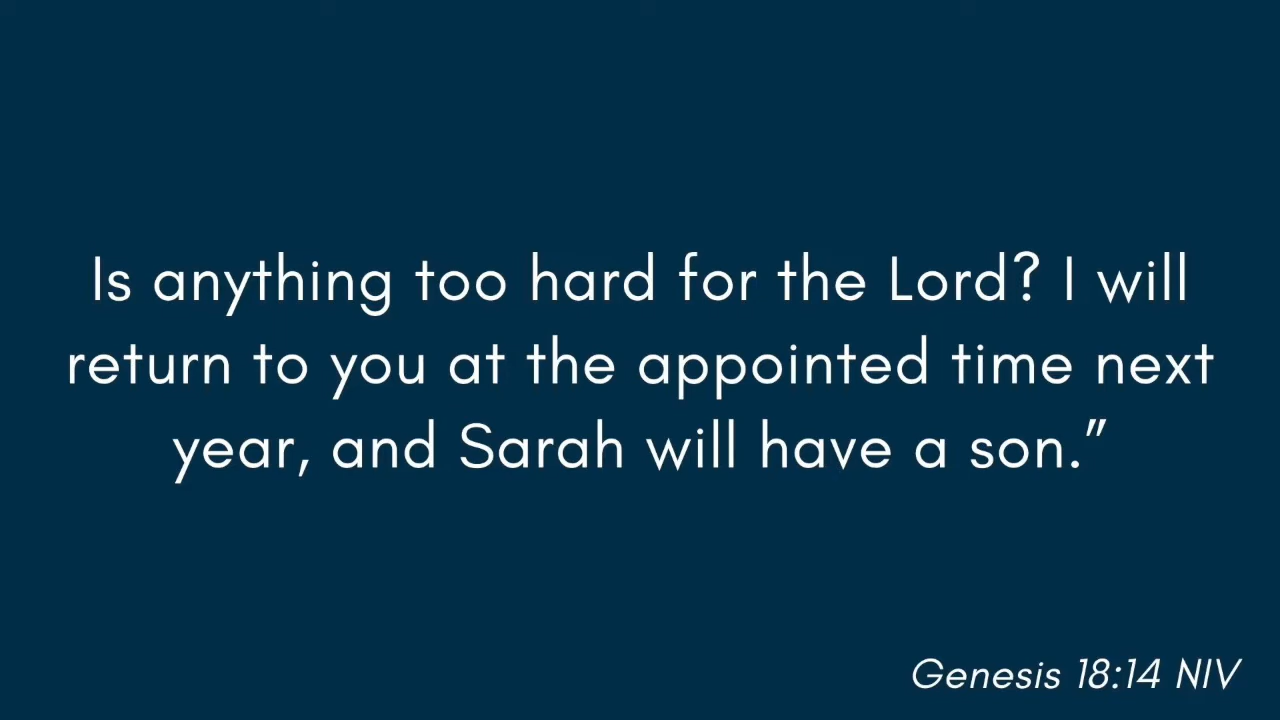 Is anything too hard for the Lord? I will
return to you at the appointed time next
year, and Sarah will have a son.”
Genesis 18:14 NIV